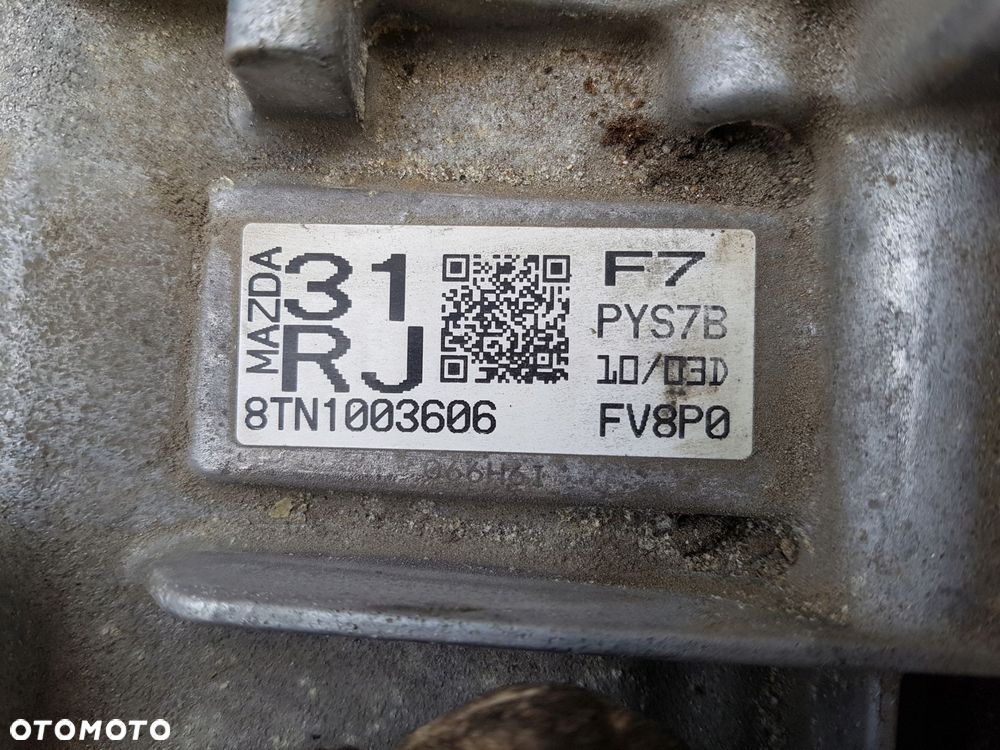 MAZDA
31
RJ
8TN1003606
F7
PYS7B
10/03D
FV8P0
OTOMOTO